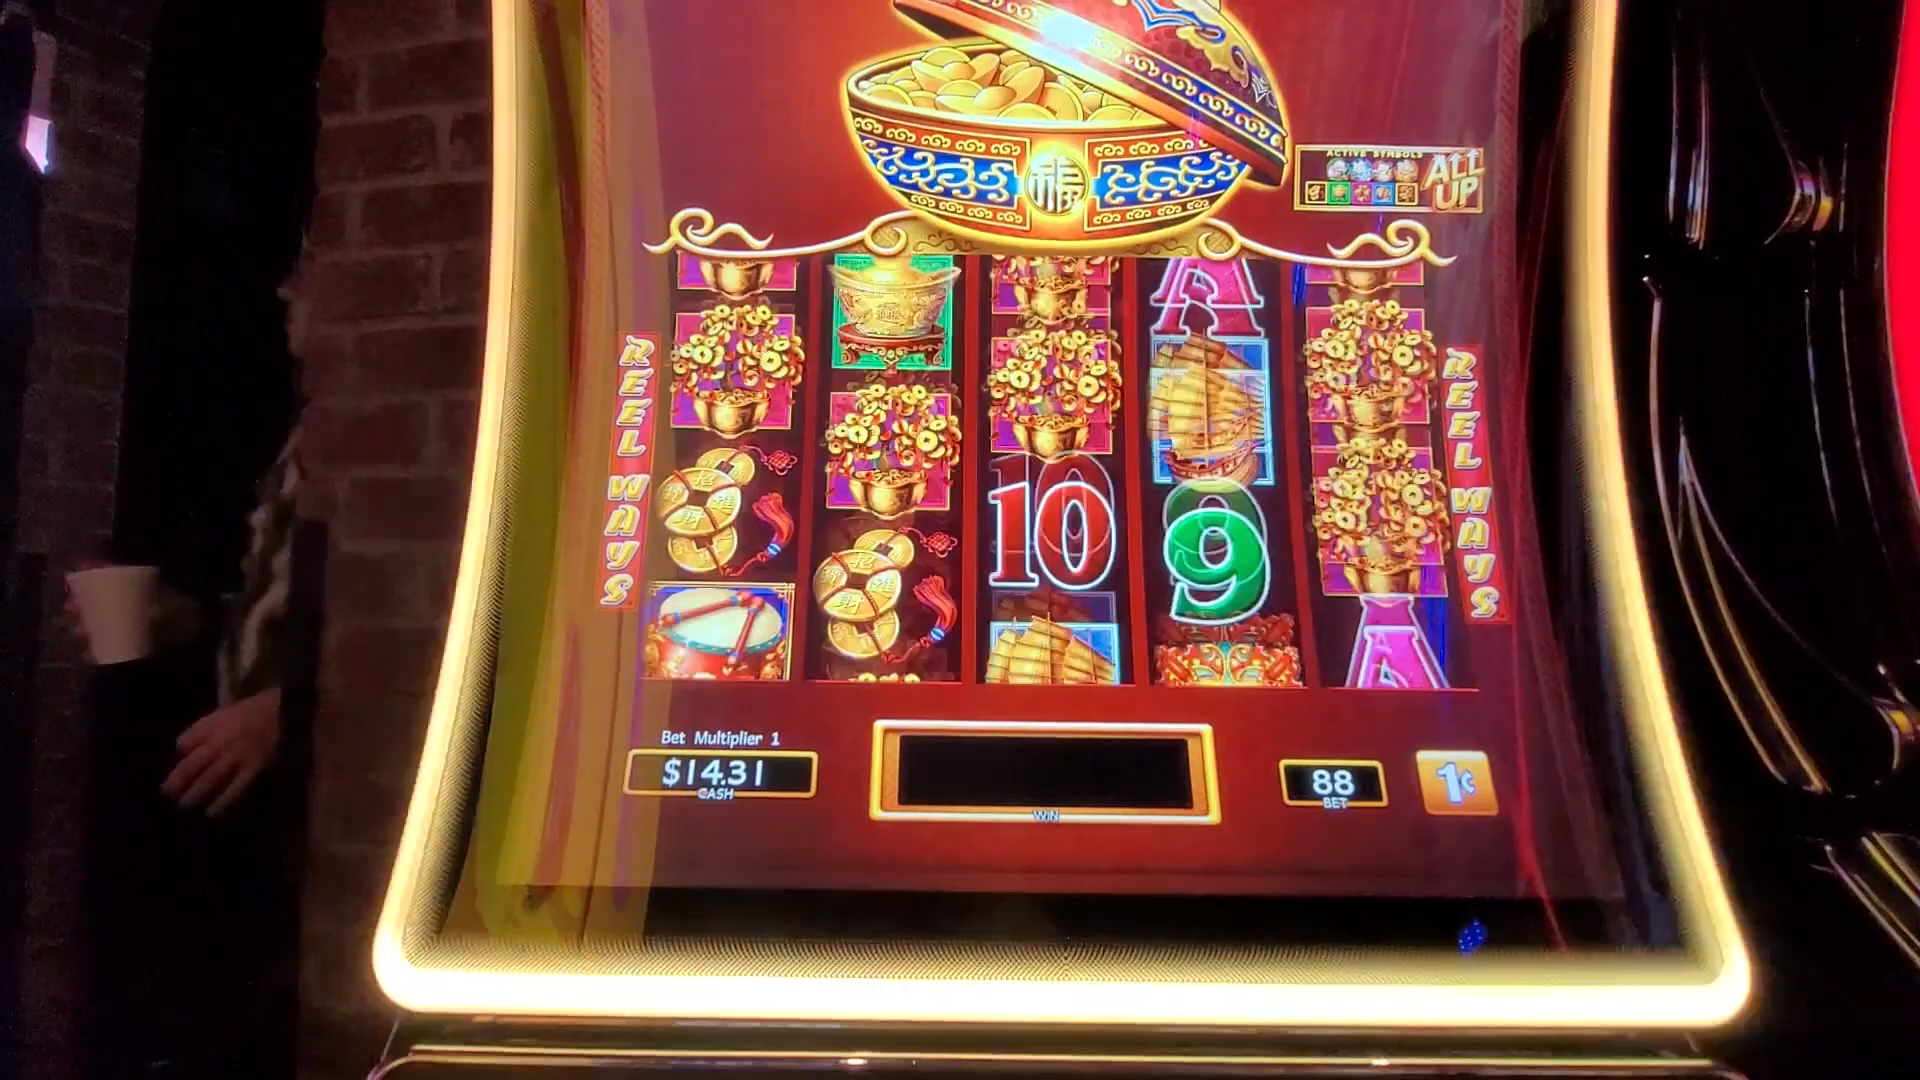 福
ACTIVE SYMBOLS
ALL
UP
REEL WAYS
REEL WAYS
A
10
9
A
Bet Multiplier 1
$14.31
CASH
WIN
88
BET
1¢